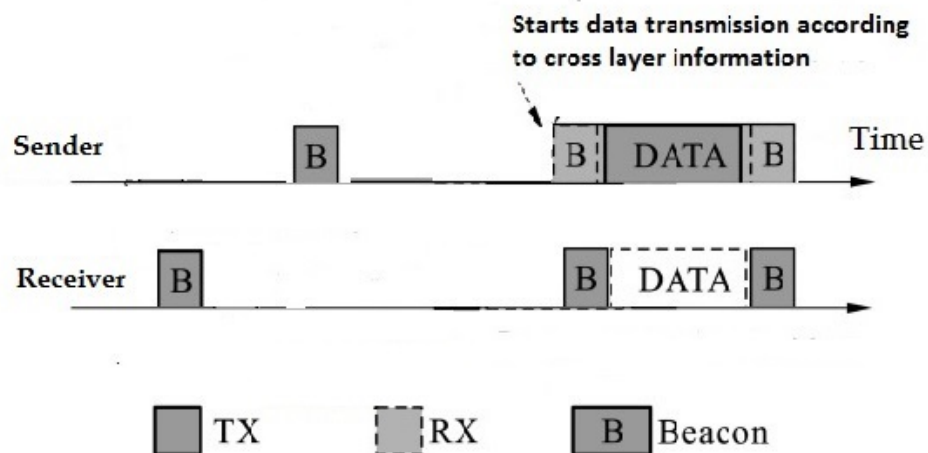 Starts data transmission according
to cross layer information
Sender B B DATA B Time
Receiver B B DATA B
TX RX B Beacon